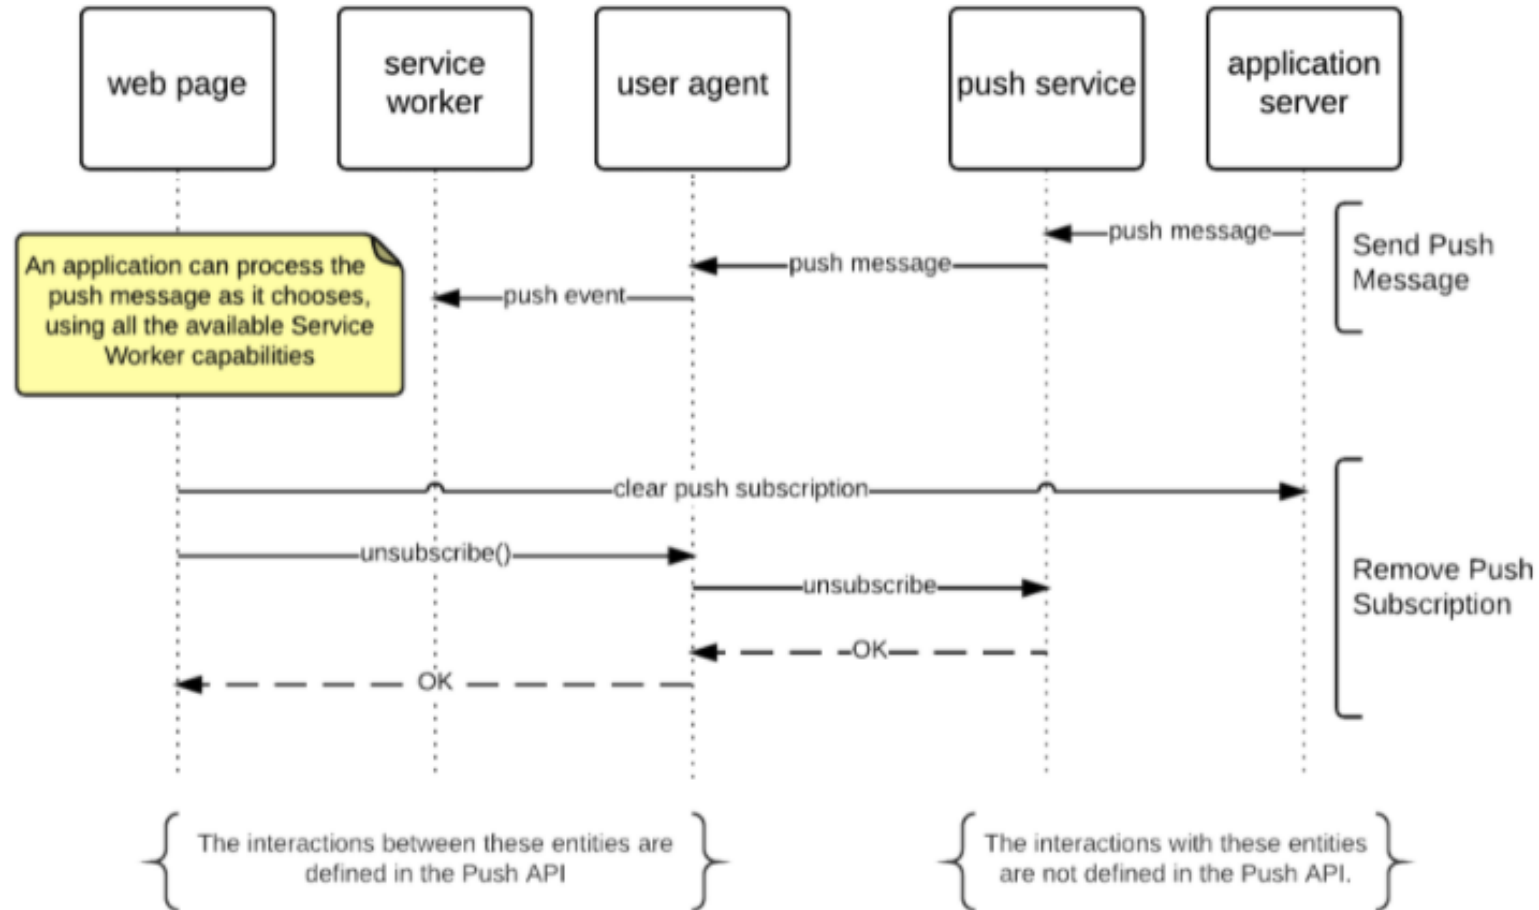 web page
service
worker
user agent
push service
application
server
push message
Send Push
Message
push message
push event
An application can process the
push message as it chooses,
using all the available Service
Worker capabilities
clear push subscription
unsubscribe()
unsubscribe
Remove Push
Subscription
OK
OK
The interactions between these entities are
defined in the Push API
The interactions with these entities
are not defined in the Push API.